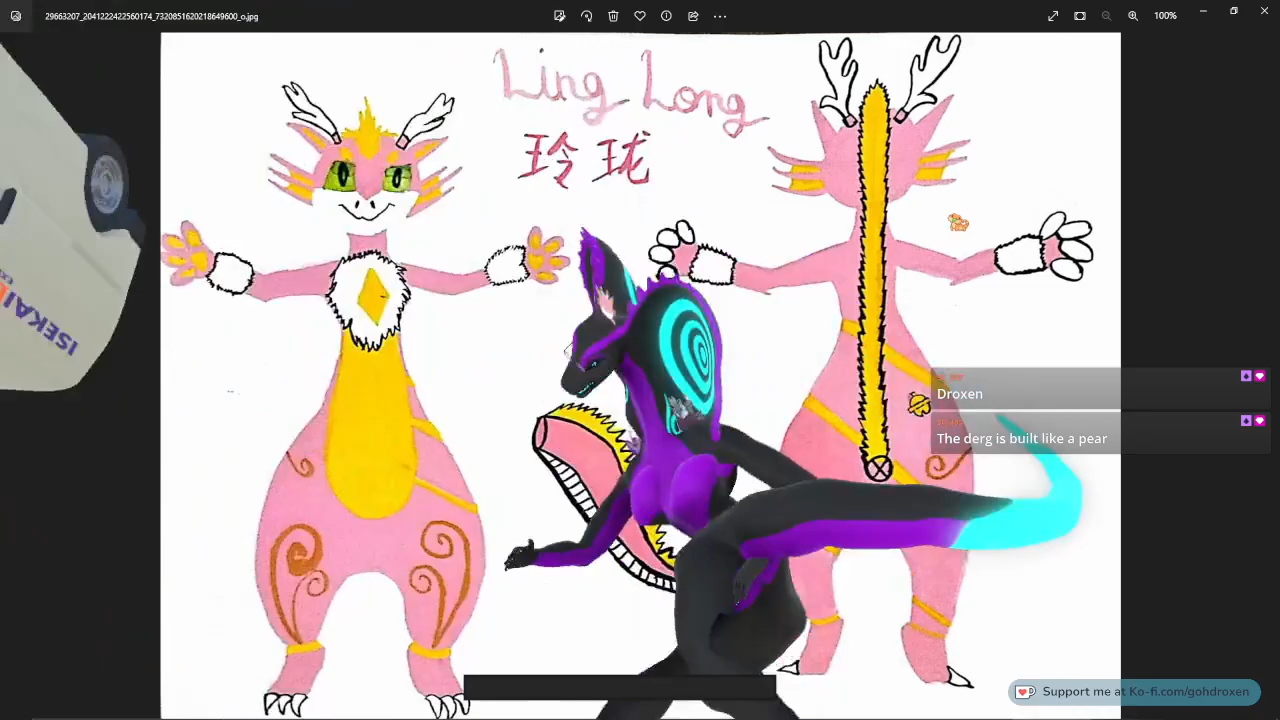 29663207_2041222422560174_7320851620218649600_o.jpg
100%
Ling Long
玲珑
ISEKAI
Droxen
The derg is built like a pear
Support me at Ko-fi.com/gohdroxen